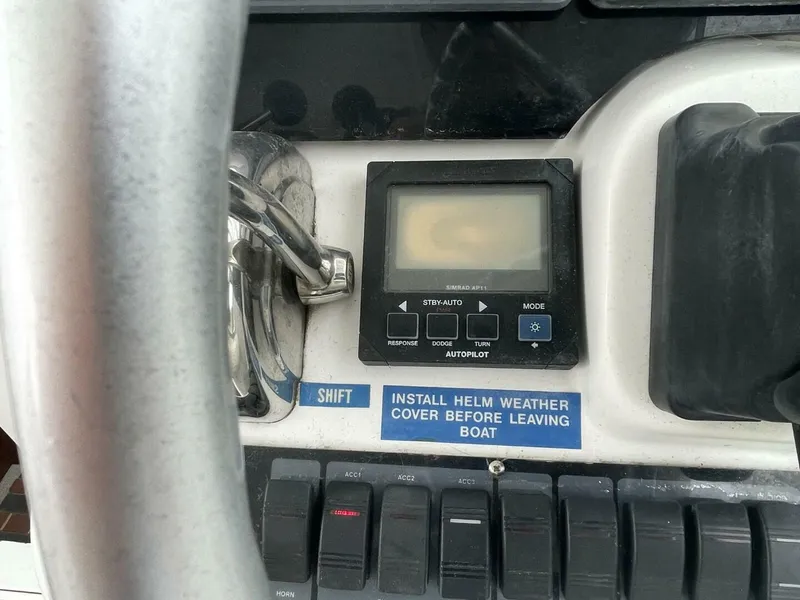 SIMRAD AP11
STBY-AUTO
MODE
RESPONSE
DODGE
TURN
AUTOPILOT
SHIFT
INSTALL HELM WEATHER
COVER BEFORE LEAVING
BOAT
ACC1
ACC2
ACC3
HORN